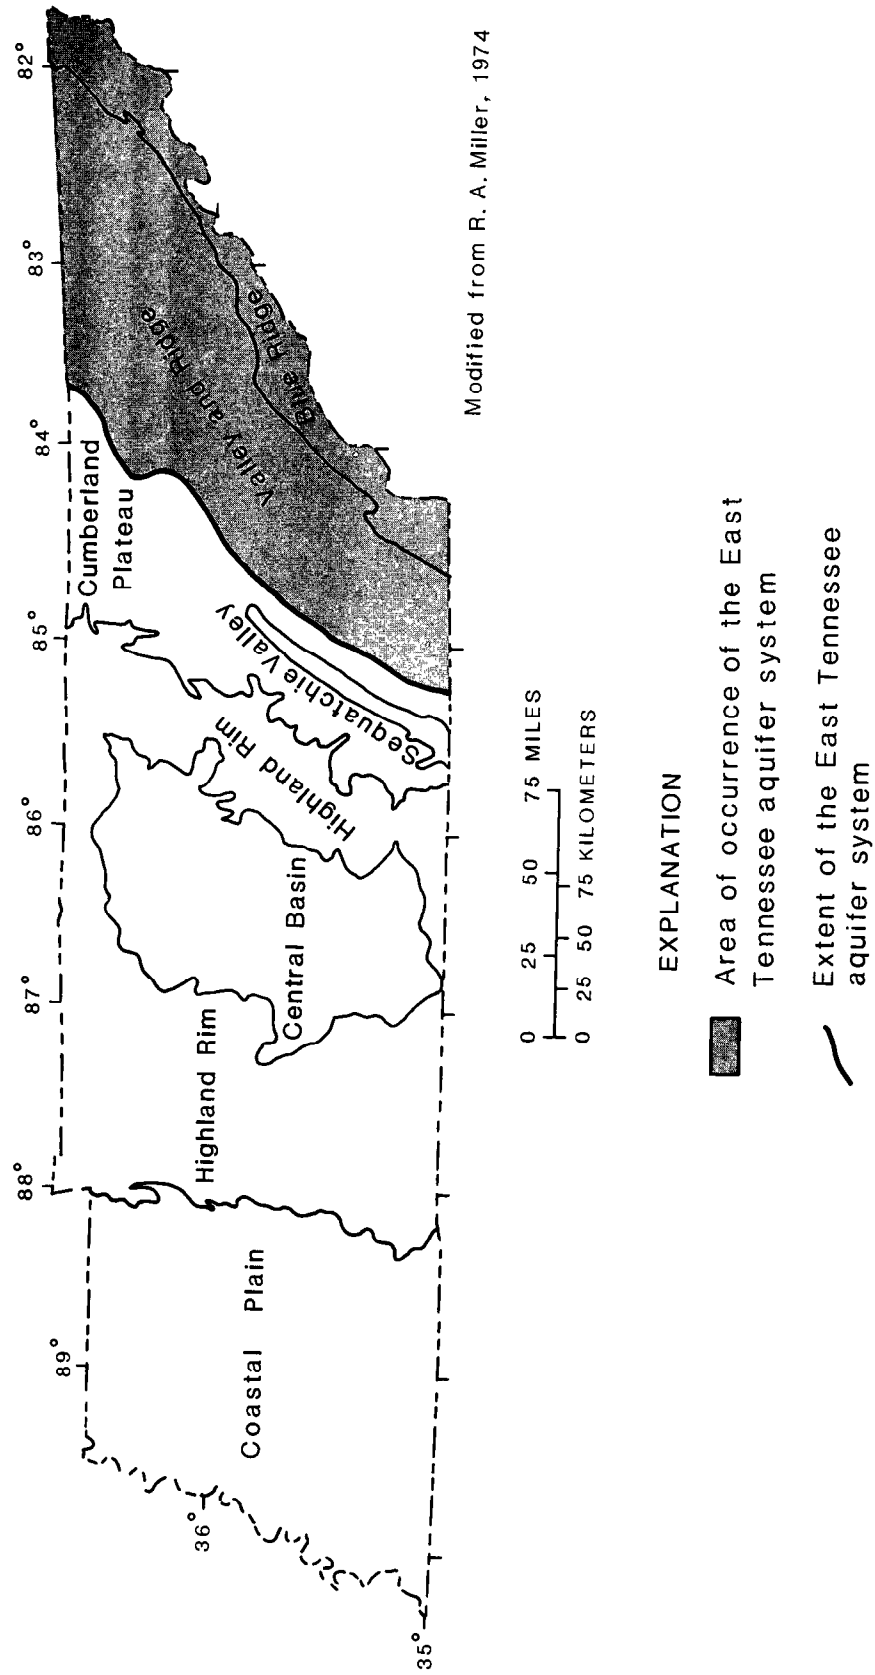 89°
88°
87°
86°
85°
84°
83°
82°
36°
35°
Coastal Plain
Highland Rim
Central Basin
Highland Rim
Sequatchie Valley
Cumberland
Plateau
Valley and Ridge
Blue Ridge
Modified from R. A. Miller, 1974
0 25 50 75 MILES
0 25 50 75 KILOMETERS
EXPLANATION
Area of occurrence of the East
Tennessee aquifer system
Extent of the East Tennessee
aquifer system